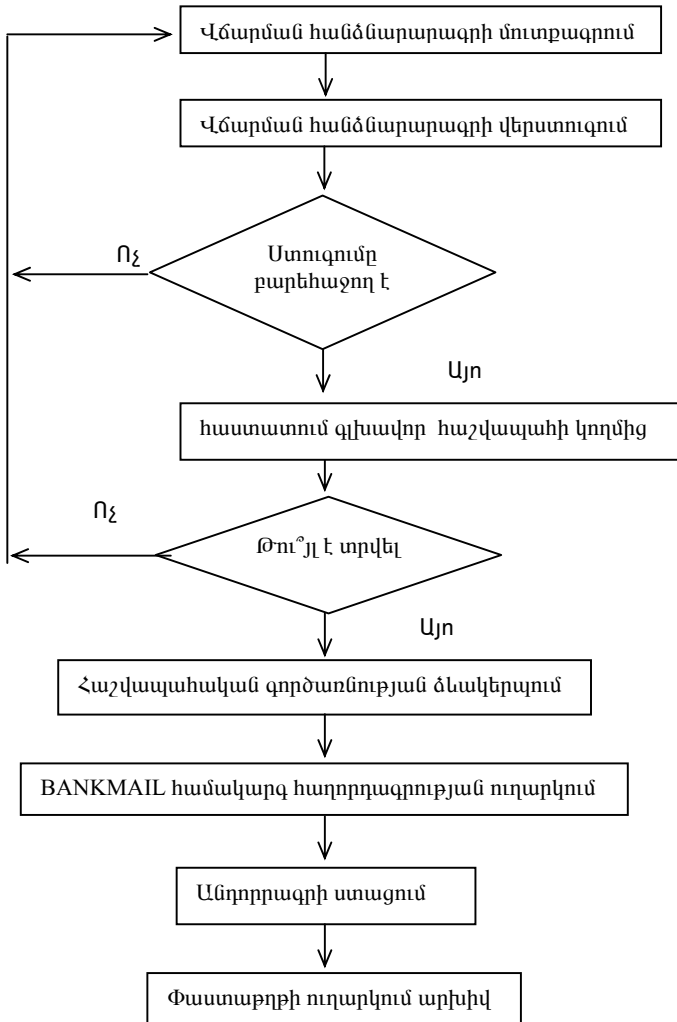 Վճարման հանձնարարագրի մուտքագրում
Վճարման հանձնարարագրի վերստուգում
Ստուգումը
բարեհաջող է
Ոչ
Այո
հաստատում գլխավոր հաշվապահի կողմից
Ոչ
Թու՞յլ է տրվել
Այո
Հաշվապահական գործառնության ձևակերպում
BANKMAIL համակարգ հաղորդագրության ուղարկում
Անդորրագրի ստացում
Փաստաթղթի ուղարկում արխիվ